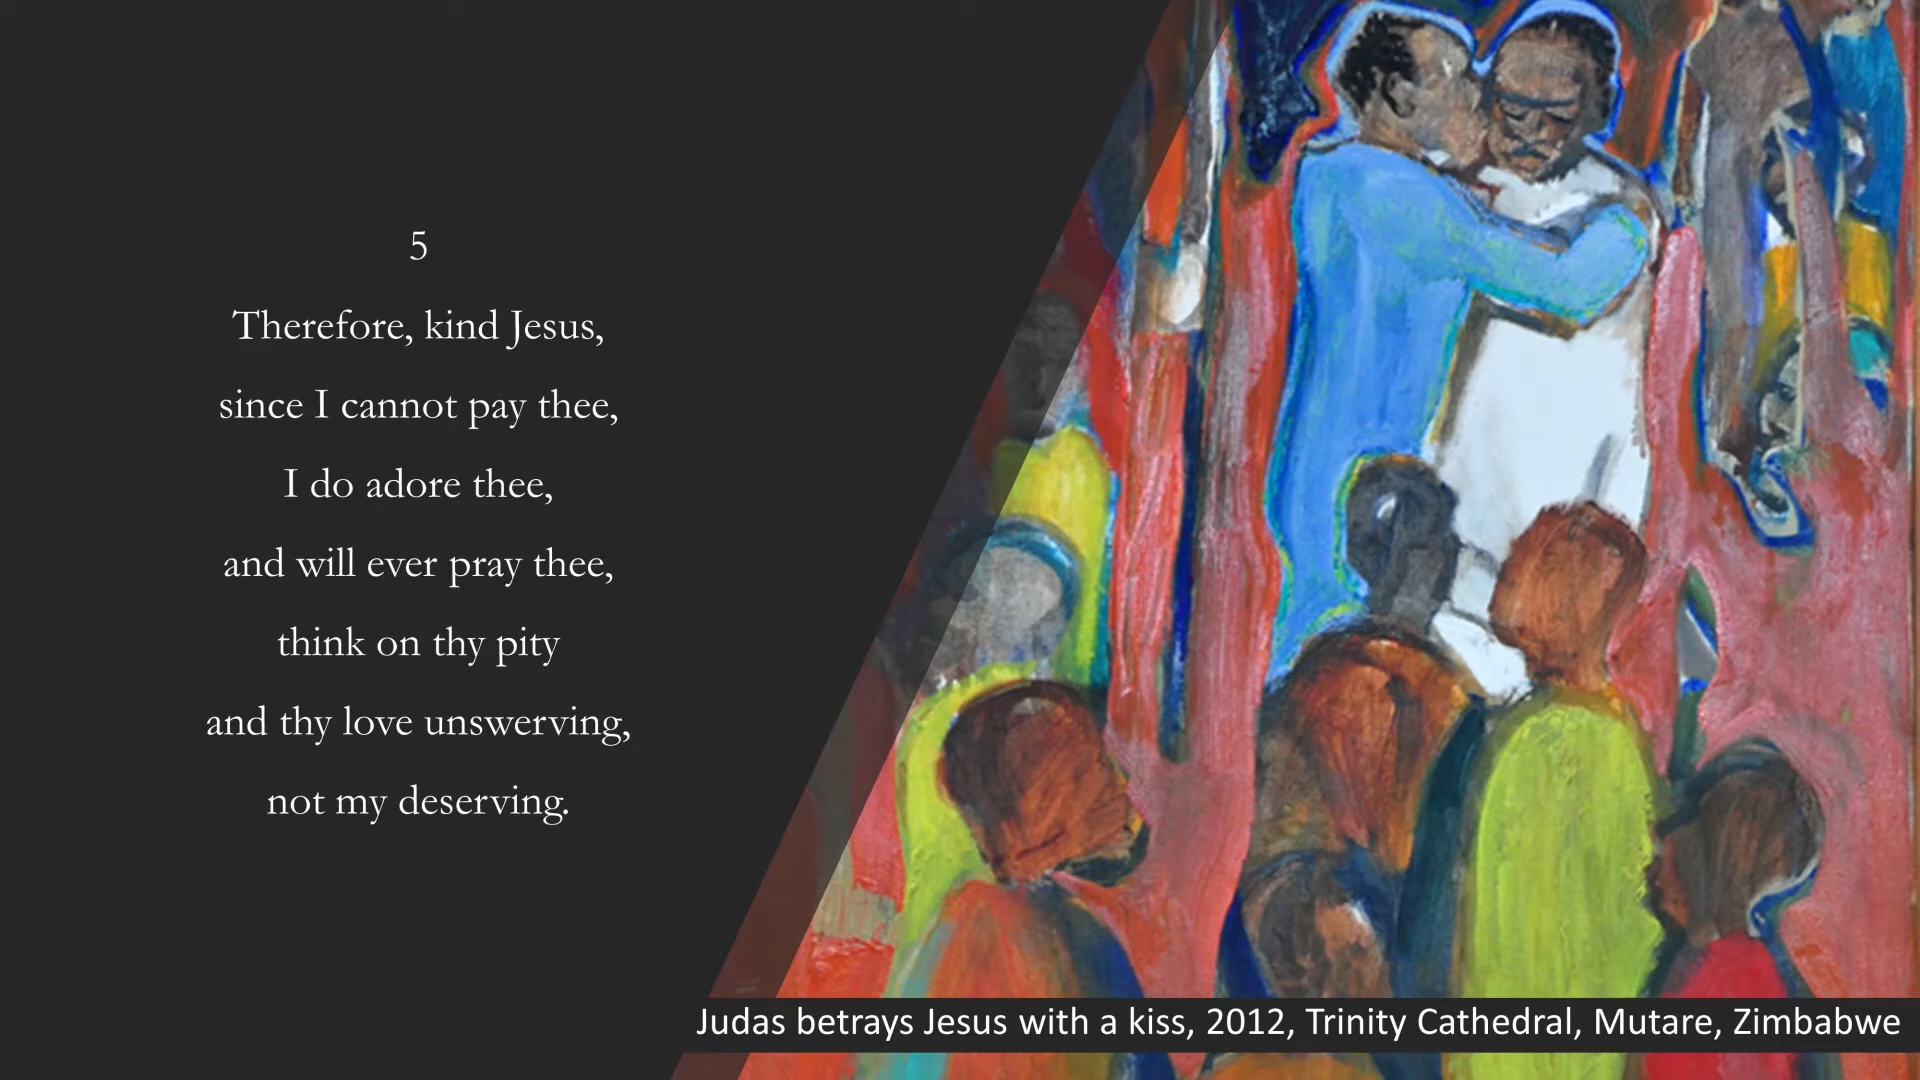 5
Therefore, kind Jesus,
since I cannot pay thee,
I do adore thee,
and will ever pray thee,
think on thy pity
and thy love unswerving,
not my deserving.
Judas betrays Jesus with a kiss, 2012, Trinity Cathedral, Mutare, Zimbabwe